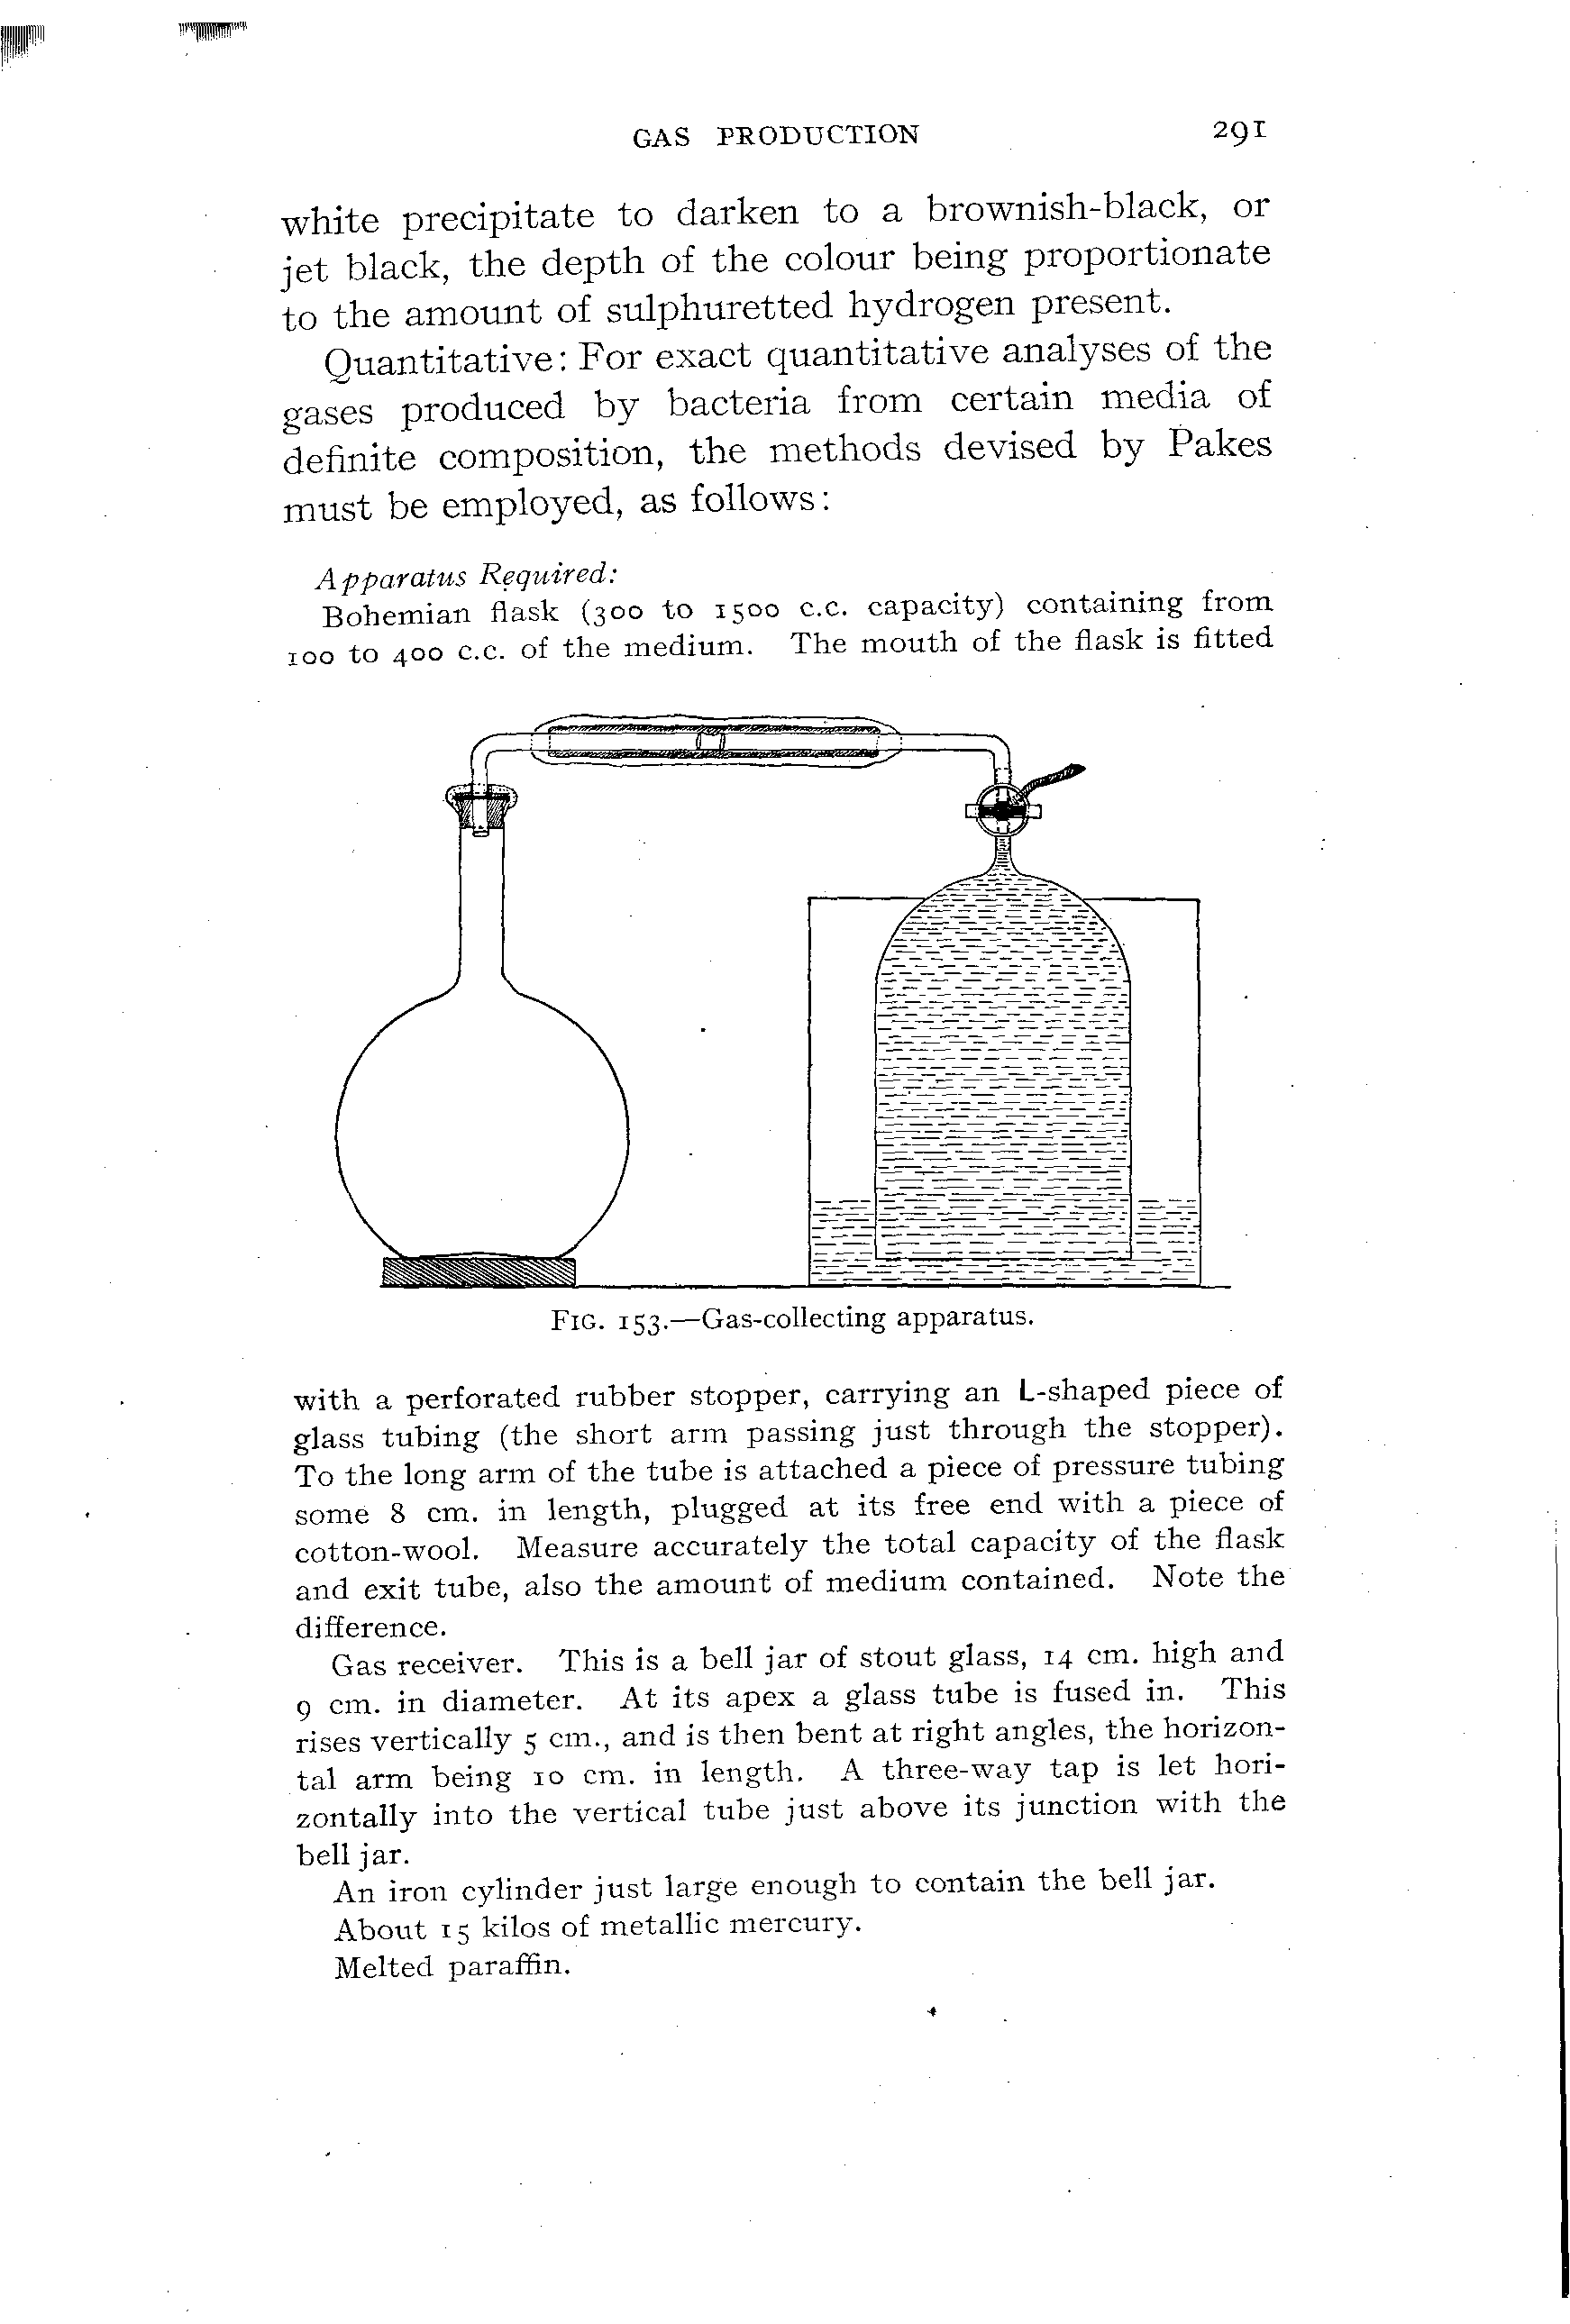 GAS PRODUCTION 291
white precipitate to darken to a brownish-black, or
jet black, the depth of the colour being proportionate
to the amount of sulphuretted hydrogen present.
Quantitative: For exact quantitative analyses of the
gases produced by bacteria from certain media of
definite composition, the methods devised by Pakes
must be employed, as follows:
Apparatus Required:
Bohemian flask (300 to 1500 c.c. capacity) containing from
100 to 400 c.c. of the medium. The mouth of the flask is fitted
FIG. 153.—Gas-collecting apparatus.
with a perforated rubber stopper, carrying an L-shaped piece of
glass tubing (the short arm passing just through the stopper).
To the long arm of the tube is attached a piece of pressure tubing
some 8 cm. in length, plugged at its free end with a piece of
cotton-wool. Measure accurately the total capacity of the flask
and exit tube, also the amount of medium contained. Note the
difference.
Gas receiver. This is a bell jar of stout glass, 14 cm. high and
9 cm. in diameter. At its apex a glass tube is fused in. This
rises vertically 5 cm., and is then bent at right angles, the horizon-
tal arm being 10 cm. in length. A three-way tap is let hori-
zontally into the vertical tube just above its junction with the
bell jar.
An iron cylinder just large enough to contain the bell jar.
About 15 kilos of metallic mercury.
Melted paraffin.